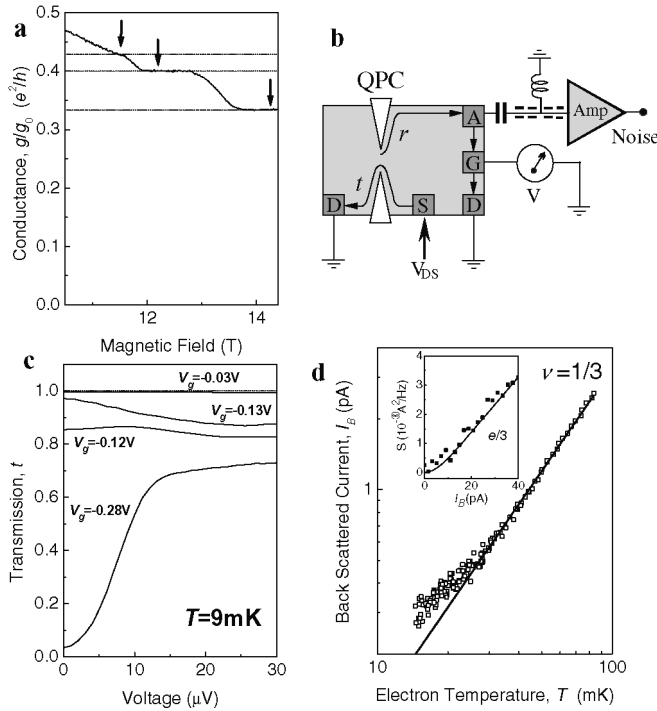 a
Conductance, g/g0 (e²/h)
0.5
0.4
0.3
0.2
0.1
0.0
12
14
Magnetic Field (T)
b
QPC
r
t
A
G
D
S
D
V_DS
Amp
Noise
V
c
Transmission, t
1.0
0.8
0.6
0.4
0.2
0.0
V_g=-0.03V
V_g=-0.13V
V_g=-0.12V
V_g=-0.28V
T=9mK
0
10
20
30
Voltage (μV)
d
Back Scattered Current, I_B (pA)
1
ν=1/3
4
3
2
1
0
e/3
0
20
40
I_B(pA)
10
100
Electron Temperature, T (mK)